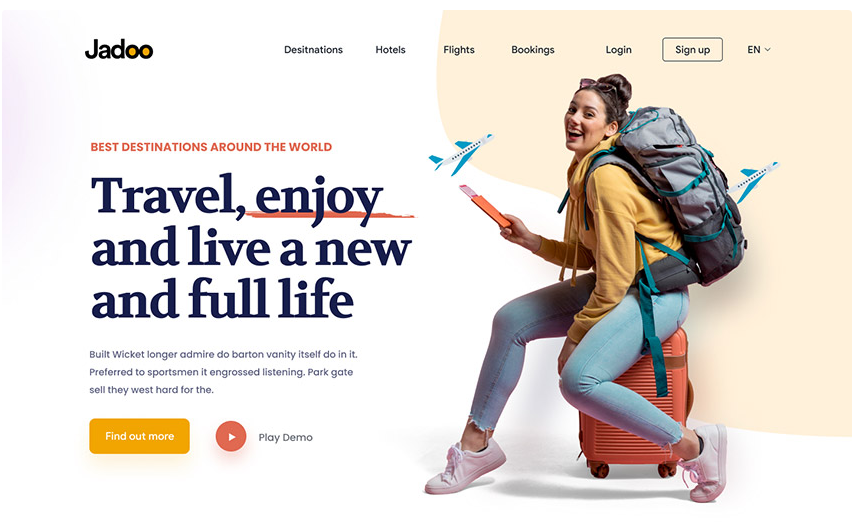 Jadoo
Desitnations
Hotels
Flights
Bookings
Login
Sign up
EN
BEST DESTINATIONS AROUND THE WORLD
Travel, enjoy
and live a new
and full life
Built Wicket longer admire do barton vanity itself do in it.
Preferred to sportsmen it engrossed listening. Park gate
sell they west hard for the.
Find out more
Play Demo